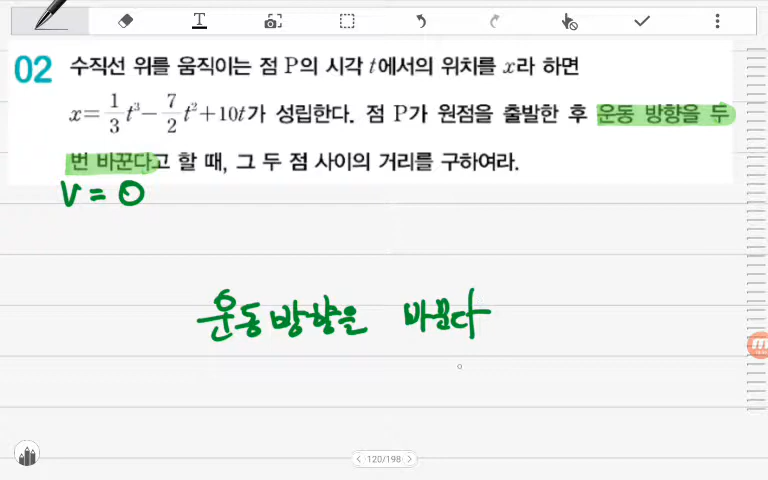 T
02 수직선 위를 움직이는 점 P의 시각 t에서의 위치를 x라 하면
x=1/3t³-7/2t²+10t가 성립한다. 점 P가 원점을 출발한 후 운동 방향을 두
번 바꾼다고 할 때, 그 두 점 사이의 거리를 구하여라.
V = 0
운동방향을 바꾼다
120/198